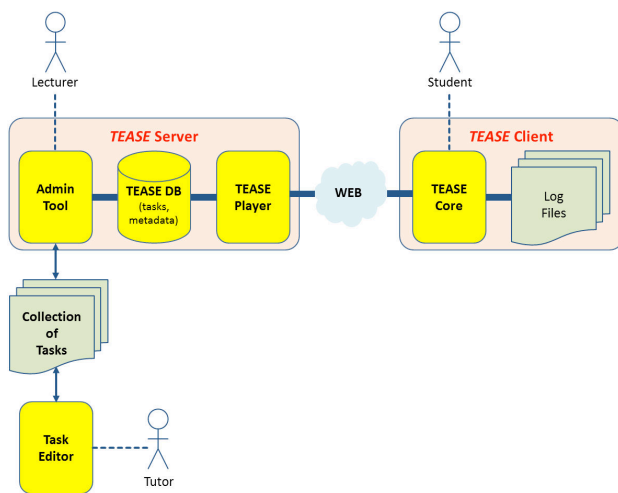 Lecturer
Student
TEASE Server
TEASE Client
Admin
Tool
TEASE DB
(tasks,
metadata)
TEASE
Player
WEB
TEASE
Core
Log
Files
Collection
of
Tasks
Task
Editor
Tutor